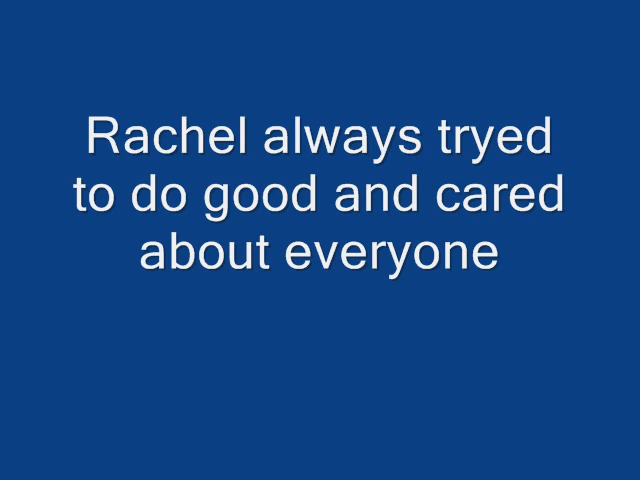 Rachel always tryed
to do good and cared
about everyone